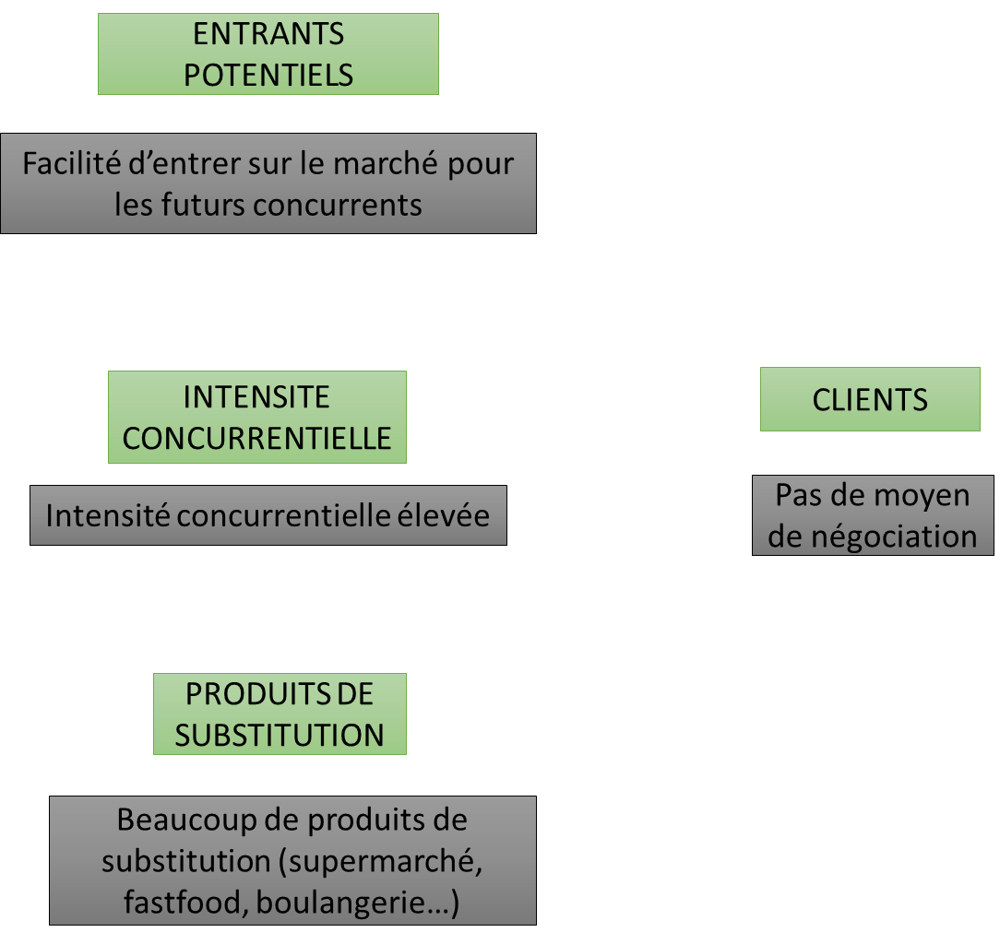 ENTRANTS
POTENTIELS
Facilité d’entrer sur le marché pour
les futurs concurrents
INTENSITE
CONCURRENTIELLE
Intensité concurrentielle élevée
CLIENTS
Pas de moyen
de négociation
PRODUITS DE
SUBSTITUTION
Beaucoup de produits de
substitution (supermarché,
fastfood, boulangerie…)